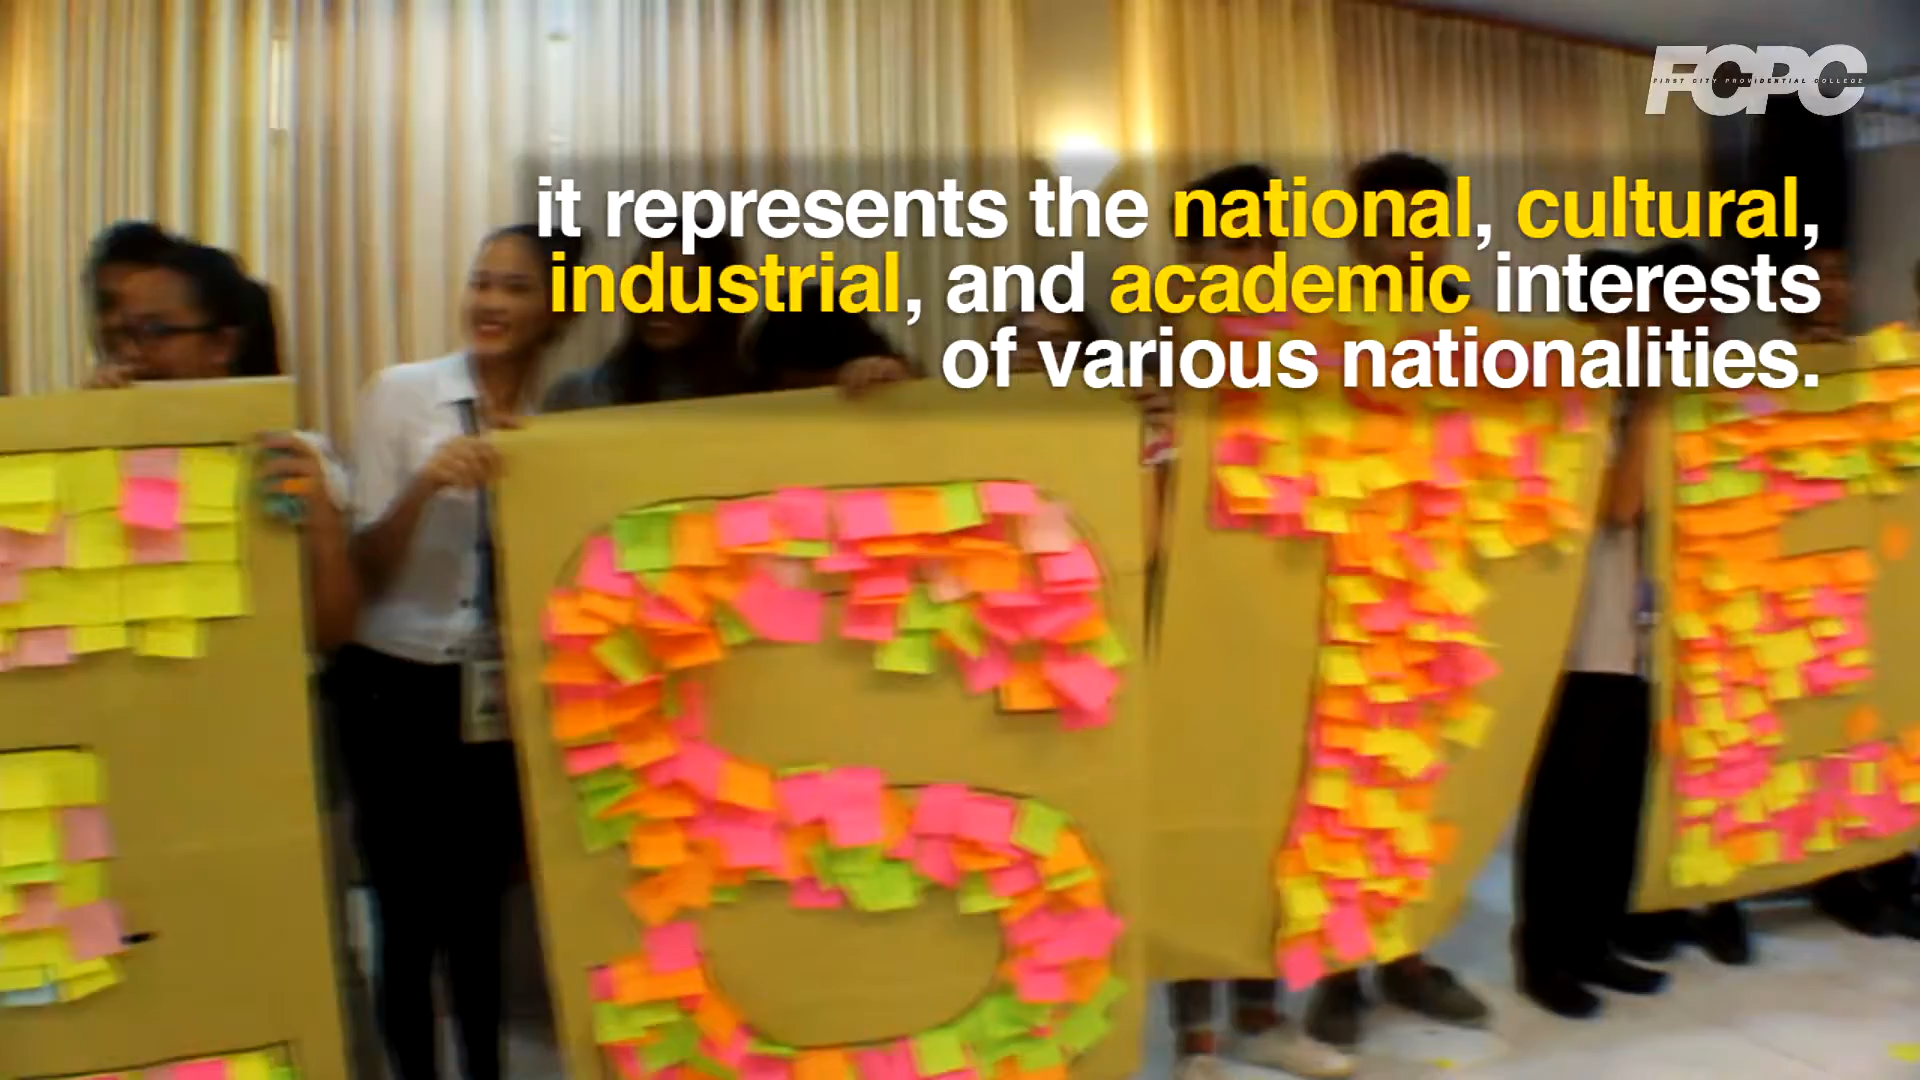 FCPC
FIRST CITY PROVIDENTIAL COLLEGE
it represents the national, cultural,
industrial, and academic interests
of various nationalities.
S T E